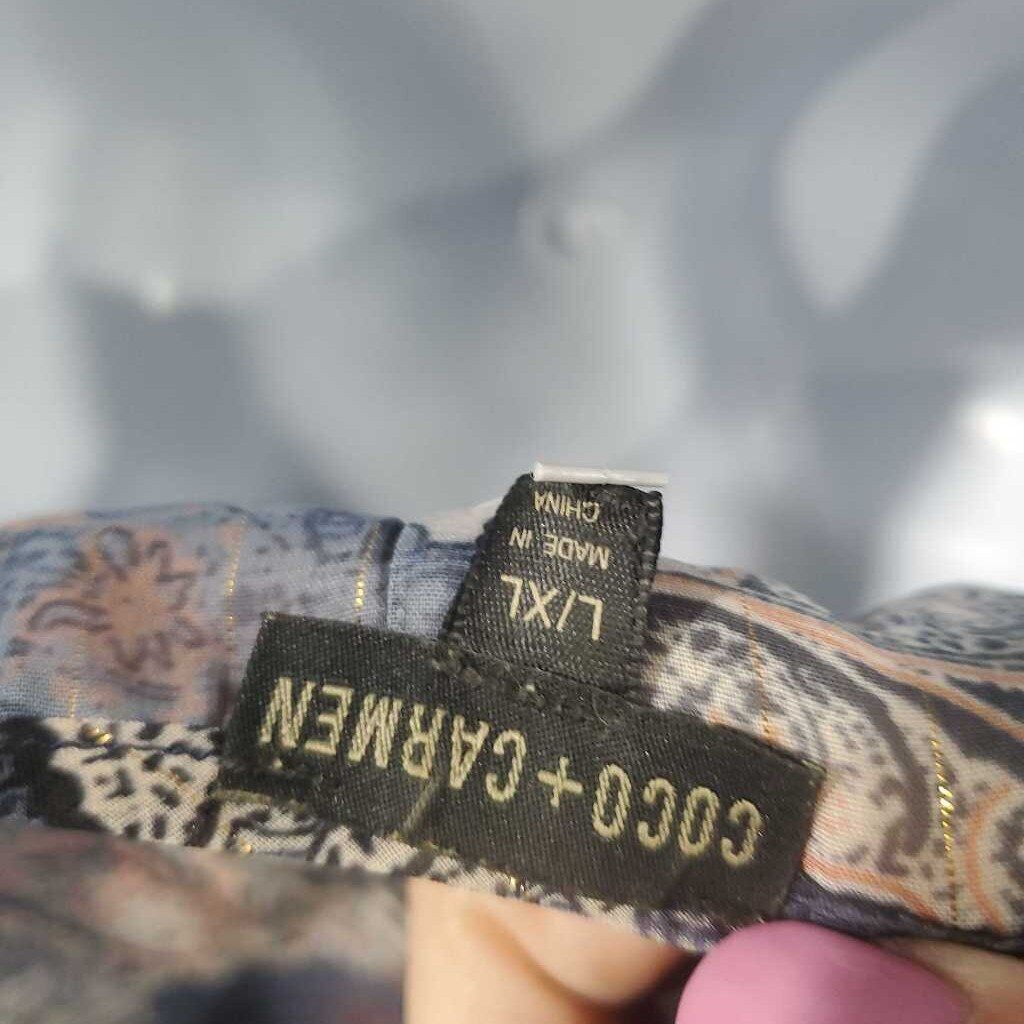 COCO+CARMEN
L/XL
MADE IN
CHINA